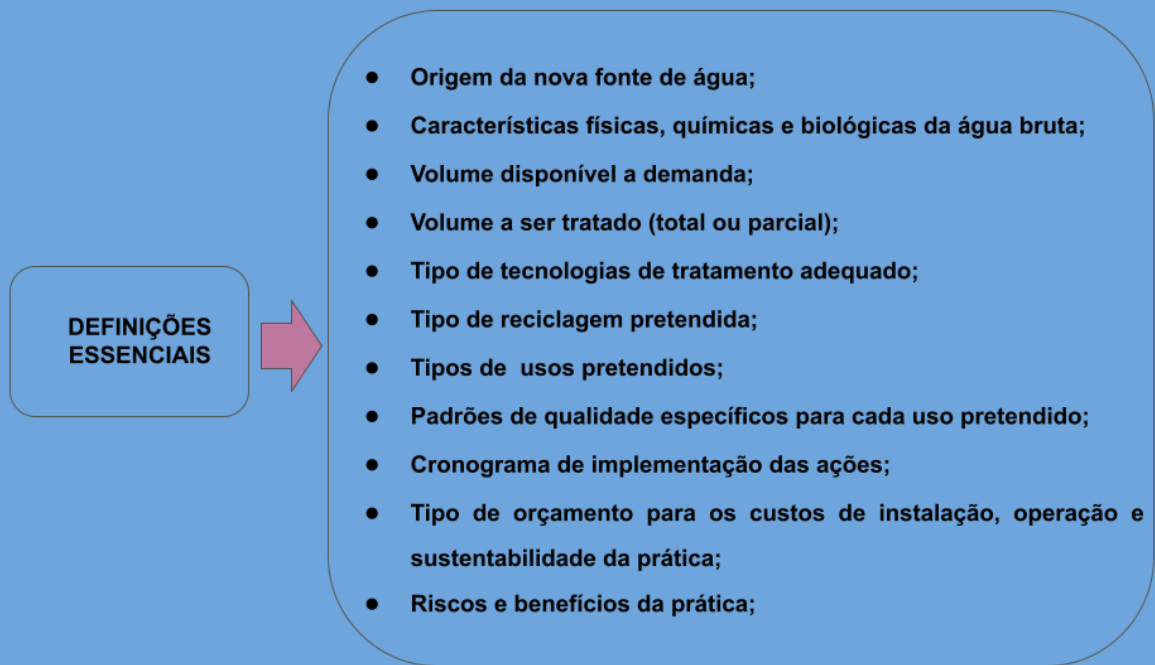 DEFINIÇÕES
ESSENCIAIS
● Origem da nova fonte de água;
● Características físicas, químicas e biológicas da água bruta;
● Volume disponível a demanda;
● Volume a ser tratado (total ou parcial);
● Tipo de tecnologias de tratamento adequado;
● Tipo de reciclagem pretendida;
● Tipos de usos pretendidos;
● Padrões de qualidade específicos para cada uso pretendido;
● Cronograma de implementação das ações;
● Tipo de orçamento para os custos de instalação, operação e
sustentabilidade da prática;
● Riscos e benefícios da prática;